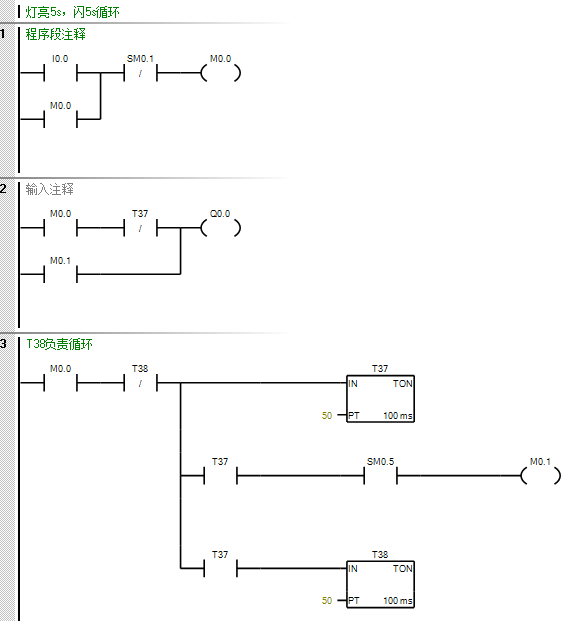 灯亮5s，闪5s循环
1 程序段注释
I0.0 SM0.1 M0.0
/
M0.0
2 输入注释
M0.0 T37 Q0.0
/
M0.1
3 T38负责循环
M0.0 T38 T37
/ IN TON
50 PT 100 ms
T37 SM0.5 M0.1
T37 T38
IN TON
50 PT 100 ms